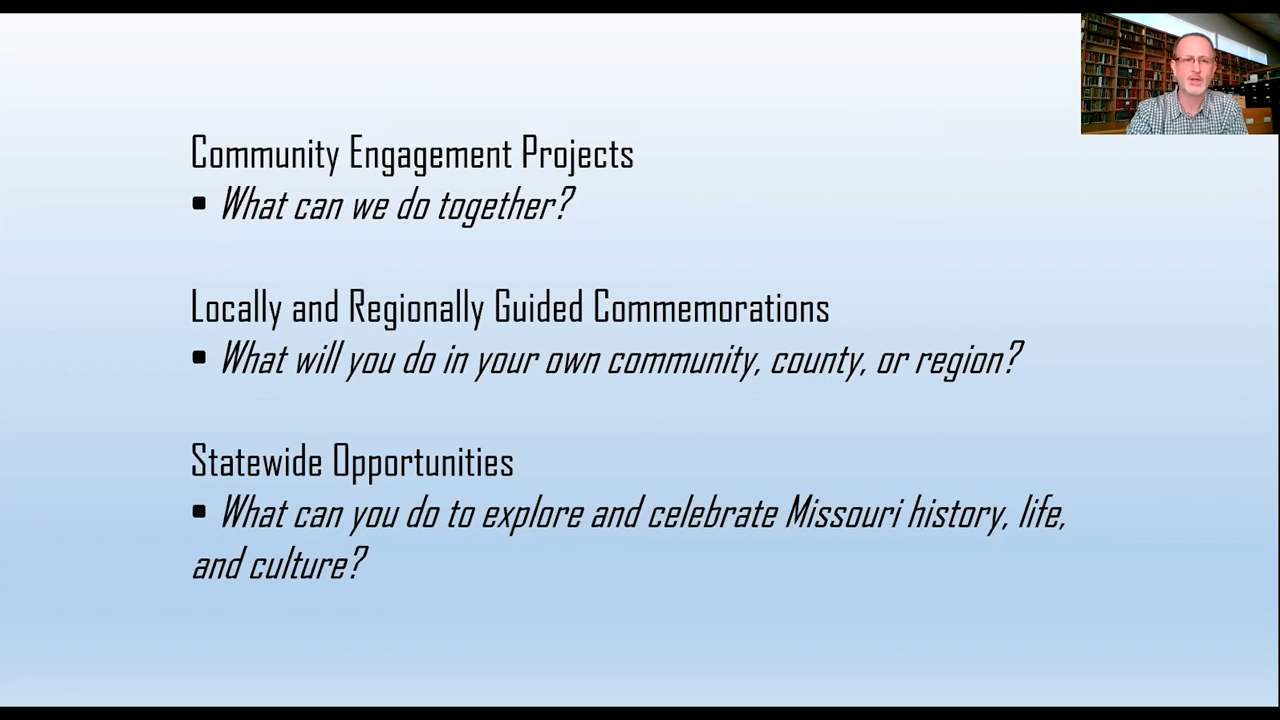 Community Engagement Projects
• What can we do together?
Locally and Regionally Guided Commemorations
• What will you do in your own community, county, or region?
Statewide Opportunities
• What can you do to explore and celebrate Missouri history, life,
and culture?